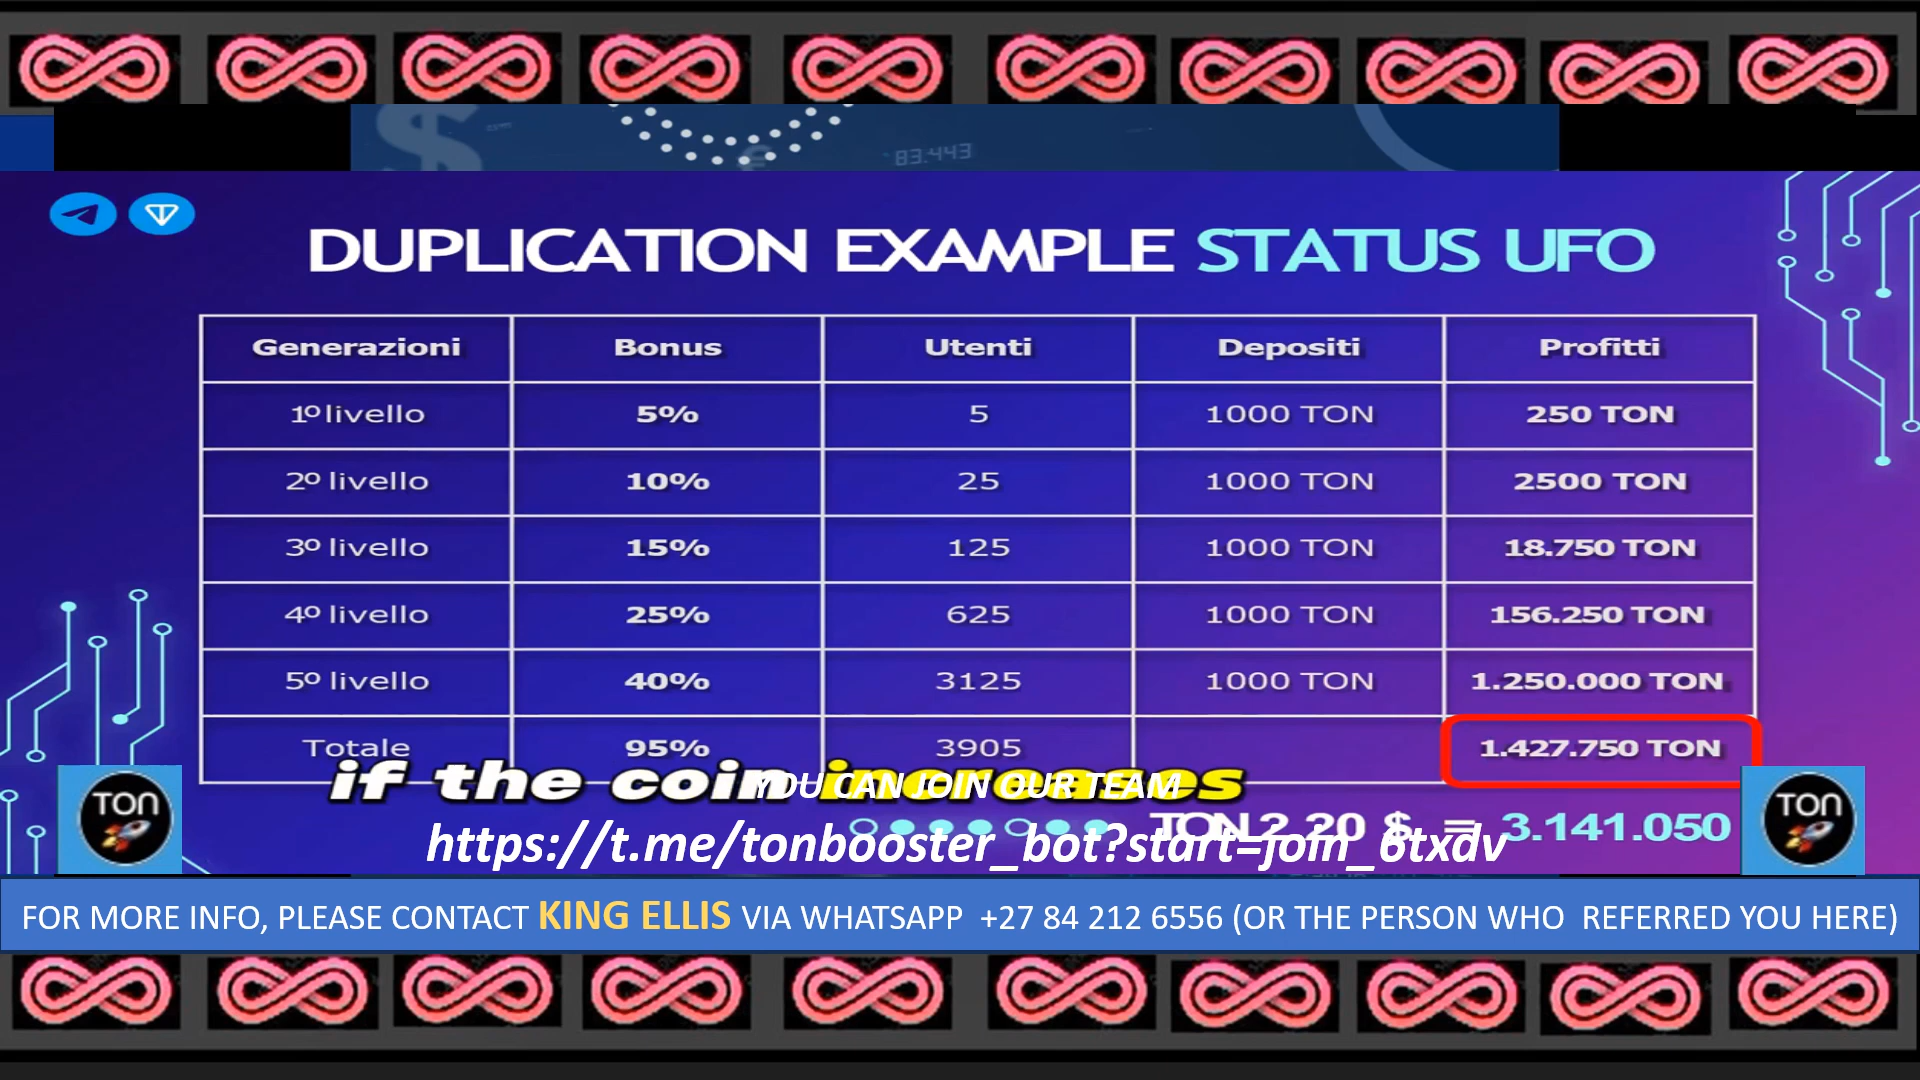 83.443
DUPLICATION EXAMPLE STATUS UFO
Generazioni Bonus Utenti Depositi Profitti
1º livello 5% 5 1000 TON 250 TON
2º livello 10% 25 1000 TON 2500 TON
3º livello 15% 125 1000 TON 18.750 TON
4º livello 25% 625 1000 TON 156.250 TON
5º livello 40% 3125 1000 TON 1.250.000 TON
Totale 95% 3905 1.427.750 TON
if the coin increases
YOU CAN JOIN OUR TEAM
TON 2.20 $ = 3.141.050
https://t.me/tonbooster_bot?start=join_6txdv
TON
TON
FOR MORE INFO, PLEASE CONTACT KING ELLIS VIA WHATSAPP +27 84 212 6556 (OR THE PERSON WHO REFERRED YOU HERE)